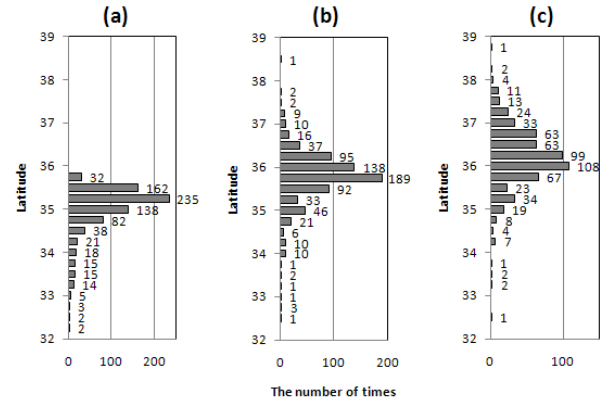 (a) (b) (c)
39 39 39
1 1
38 38 38
2 2
2 4
9 11
10 13
37 37 37
16 24
37 33
95 63
138 63
36 36 36
32 189 99
162 92 108
235 33 67
138 46 23
35 35 35
82 21 34
38 6 19
21 10 8
18 10 4
34 34 34
15 1 7
15 2 1
14 1 2
5 1 2
33 33 33
3 3 1
2 1
2
32 32 32
0 100 200 0 100 200 0 100
Latitude Latitude Latitude
The number of times